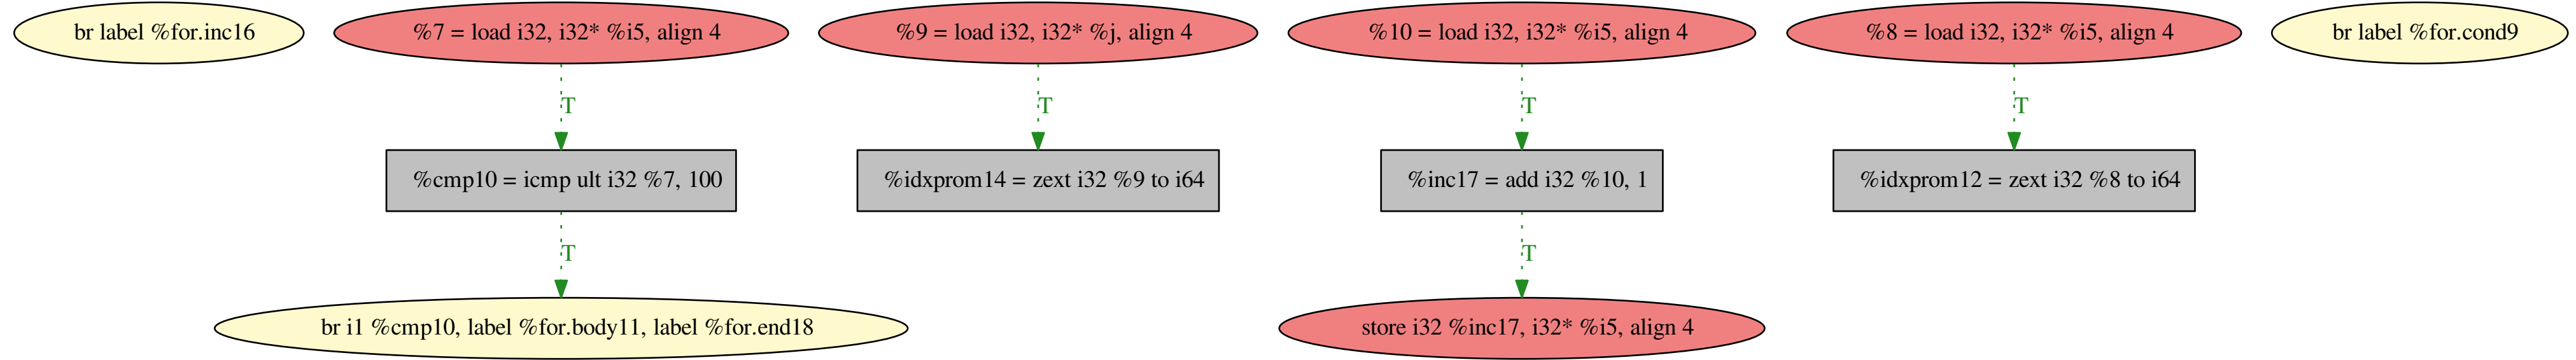 br label %for.inc16
%7 = load i32, i32* %i5, align 4
%9 = load i32, i32* %j, align 4
%10 = load i32, i32* %i5, align 4
%8 = load i32, i32* %i5, align 4
br label %for.cond9
T
T
T
T
%cmp10 = icmp ult i32 %7, 100
%idxprom14 = zext i32 %9 to i64
%inc17 = add i32 %10, 1
%idxprom12 = zext i32 %8 to i64
T
T
br i1 %cmp10, label %for.body11, label %for.end18
store i32 %inc17, i32* %i5, align 4